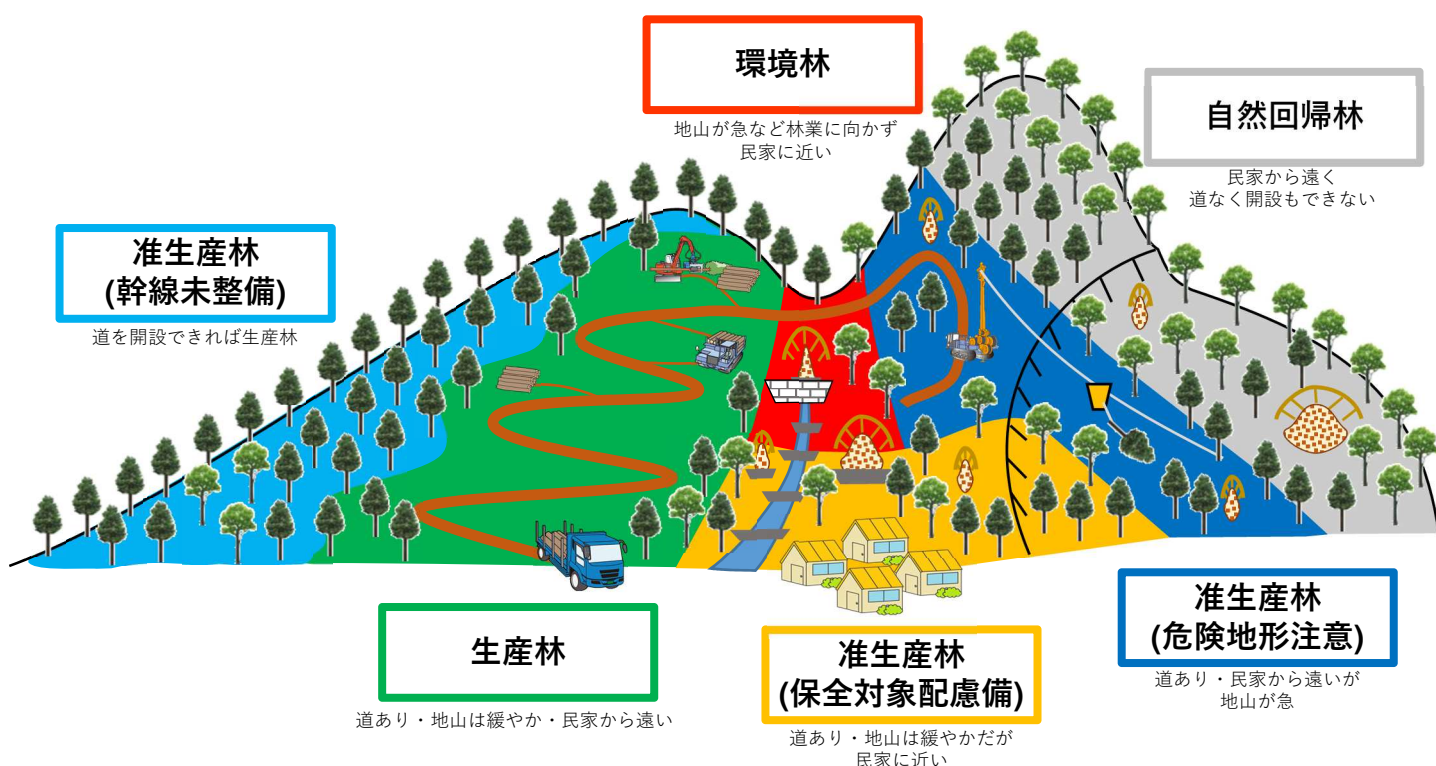 環境林
地山が急など林業に向かず
民家に近い
自然回帰林
民家から遠く
道なく開設もできない
准生産林
(幹線未整備)
道を開設できれば生産林
生産林
道あり・地山は緩やか・民家から遠い
准生産林
(保全対象配慮備)
道あり・地山は緩やかだが
民家に近い
准生産林
(危険地形注意)
道あり・民家から遠いが
地山が急